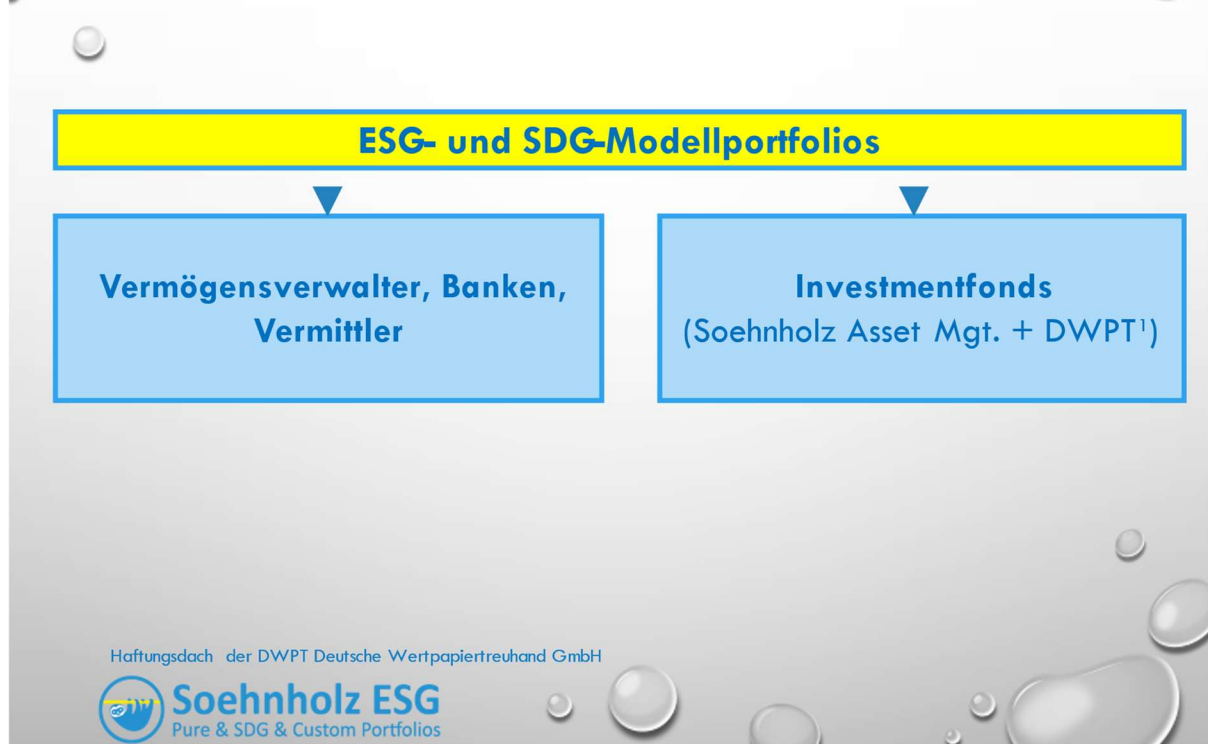 ESG- und SDG-Modellportfolios
Vermögensverwalter, Banken,
Vermittler
Investmentfonds
(Soehnholz Asset Mgt. + DWPT¹)
Haftungsdach der DWPT Deutsche Wertpapiertreuhand GmbH
Soehnholz ESG
Pure & SDG & Custom Portfolios